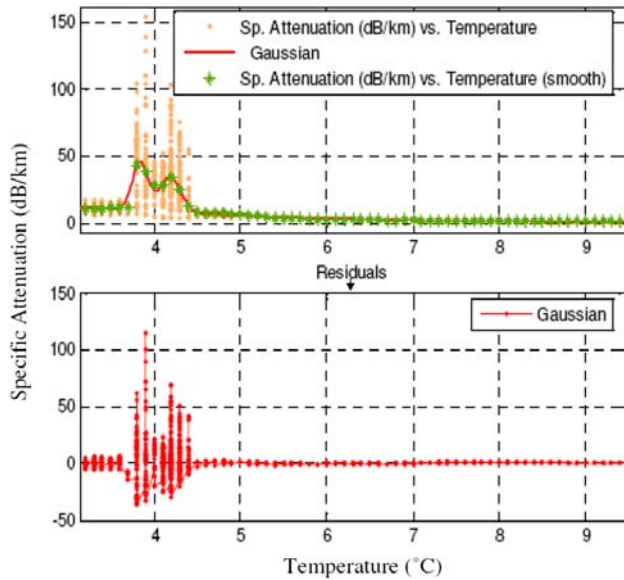 150
100
50
0
Sp. Attenuation (dB/km) vs. Temperature
Gaussian
Sp. Attenuation (dB/km) vs. Temperature (smooth)
4 5 6 7 8 9
Specific Attenuation (dB/km)
Residuals
150
100
50
0
-50
Gaussian
4 5 6 7 8 9
Temperature (˚C)